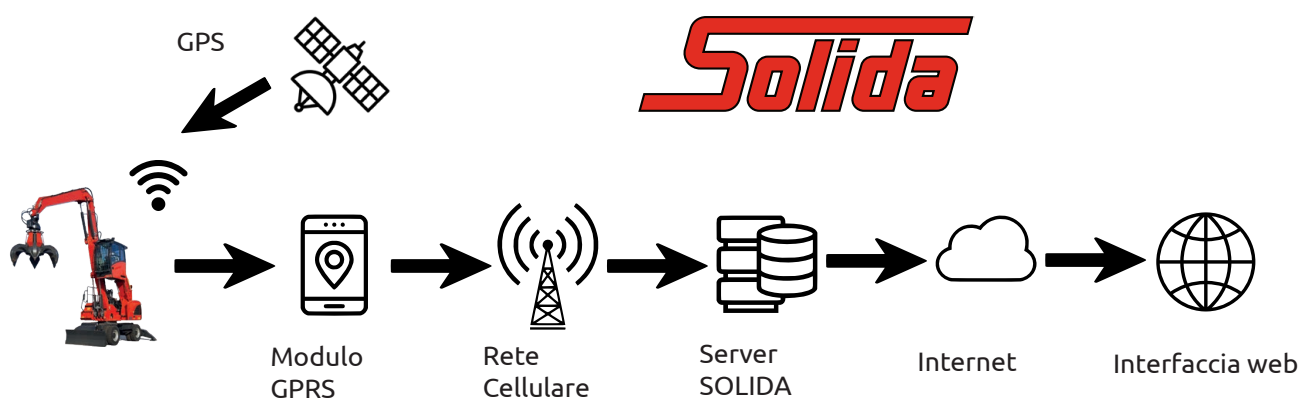 GPS
Solida
Modulo
GPRS
Rete
Cellulare
Server
SOLIDA
Internet
Interfaccia web